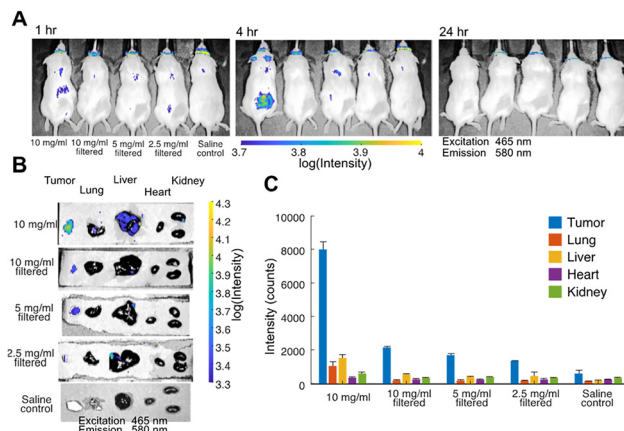 A
1 hr
4 hr
24 hr
10 mg/ml
10 mg/ml filtered
5 mg/ml filtered
2.5 mg/ml filtered
Saline control
3.7
3.8
3.9
4
log(Intensity)
Excitation 465 nm
Emission 580 nm
B
Tumor
Lung
Liver
Heart
Kidney
10 mg/ml
10 mg/ml
filtered
5 mg/ml
filtered
2.5 mg/ml
filtered
Saline
control
Excitation 465 nm
Emission 580 nm
4.3
4.2
4.1
4
3.9
3.8
3.7
3.6
3.5
3.4
3.3
log(Intensity)
C
Intensity (counts)
10000
8000
6000
4000
2000
0
Tumor
Lung
Liver
Heart
Kidney
10 mg/ml
10 mg/ml
filtered
5 mg/ml
filtered
2.5 mg/ml
filtered
Saline
control